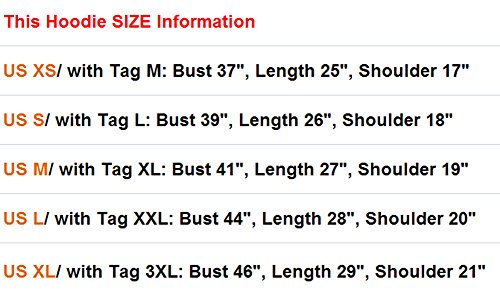 This Hoodie SIZE Information
US XS/ with Tag M: Bust 37", Length 25", Shoulder 17"
US S/ with Tag L: Bust 39", Length 26", Shoulder 18"
US M/ with Tag XL: Bust 41", Length 27", Shoulder 19"
US L/ with Tag XXL: Bust 44", Length 28", Shoulder 20"
US XL/ with Tag 3XL: Bust 46", Length 29", Shoulder 21"